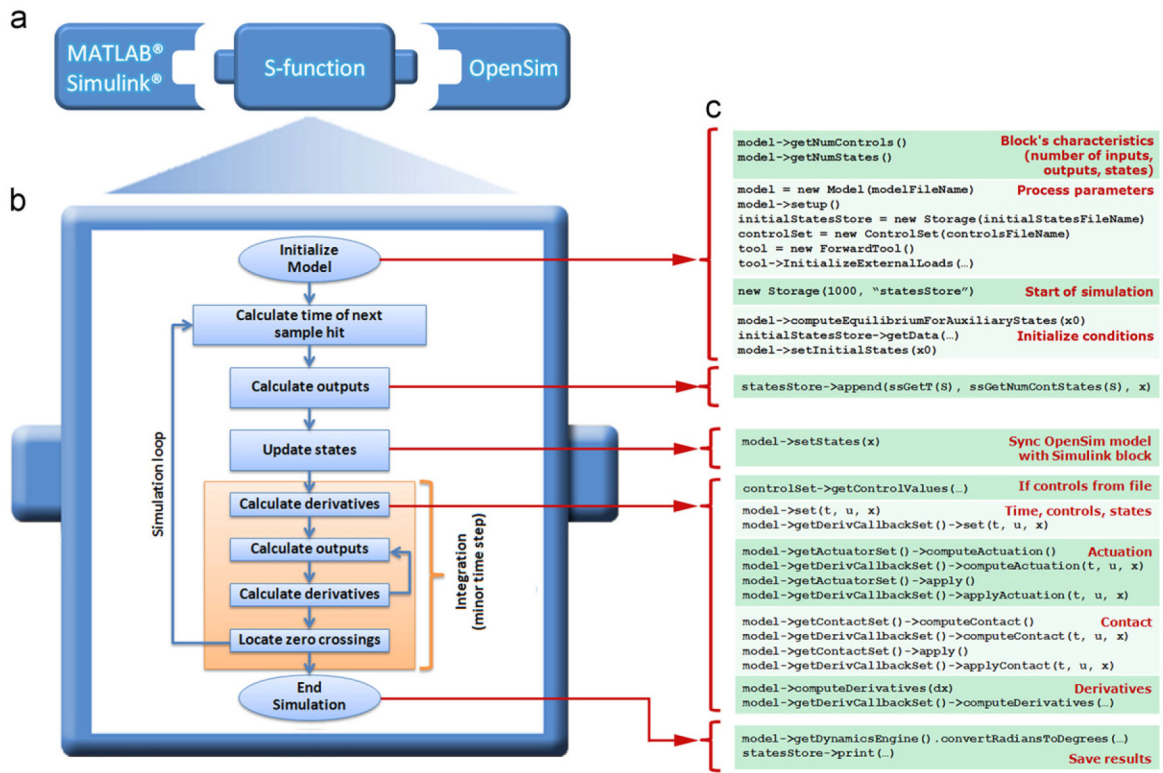 a
MATLAB®
Simulink®
S-function
OpenSim
b
Initialize
Model
Calculate time of next
sample hit
Calculate outputs
Update states
Calculate derivatives
Calculate outputs
Calculate derivatives
Locate zero crossings
End
Simulation
Simulation loop
Integration
(minor time step)
c
model->getNumControls()
model->getNumStates()
Block's characteristics
(number of inputs,
outputs, states)
model = new Model(modelFileName)
Process parameters
model->setup()
initialStatesStore = new Storage(initialStatesFileName)
controlSet = new ControlSet(controlsFileName)
tool = new ForwardTool()
tool->InitializeExternalLoads(…)
new Storage(1000, “statesStore”)
Start of simulation
model->computeEquilibriumForAuxiliaryStates(x0)
initialStatesStore->getData(…)
Initialize conditions
model->setInitialStates(x0)
statesStore->append(ssGetT(S), ssGetNumContStates(S), x)
model->setStates(x)
Sync OpenSim model
with Simulink block
controlSet->getControlValues(…)
If controls from file
model->set(t, u, x)
Time, controls, states
model->getDerivCallbackSet()->set(t, u, x)
model->getActuatorSet()->computeActuation()
Actuation
model->getDerivCallbackSet()->computeActuation(t, u, x)
model->getActuatorSet()->apply()
model->getDerivCallbackSet()->applyActuation(t, u, x)
model->getContactSet()->computeContact()
Contact
model->getDerivCallbackSet()->computeContact(t, u, x)
model->getContactSet()->apply()
model->getDerivCallbackSet()->applyContact(t, u, x)
model->computeDerivatives(dx)
Derivatives
model->getDerivCallbackSet()->computeDerivatives(…)
model->getDynamicsEngine().convertRadiansToDegrees(…)
statesStore->print(…)
Save results